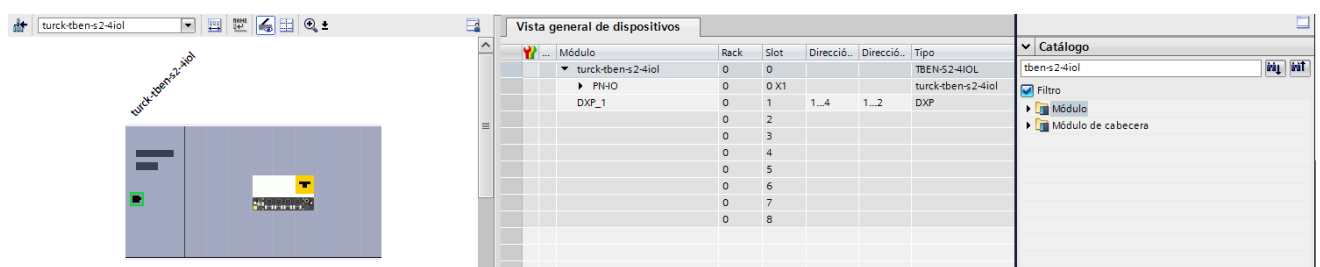 turck-tben-s2-4iol
turck-tben-s2-4iol
Vista general de dispositivos
... Módulo Rack Slot Direcció.. Direcció.. Tipo
turck-tben-s2-4iol 0 0 TBEN-S2-4IOL
PN-IO 0 0 X1 turck-tben-s2-4iol
DXP_1 0 1 1...4 1...2 DXP
0 2
0 3
0 4
0 5
0 6
0 7
0 8
Catálogo
tben-s2-4iol
Filtro
Módulo
Módulo de cabecera